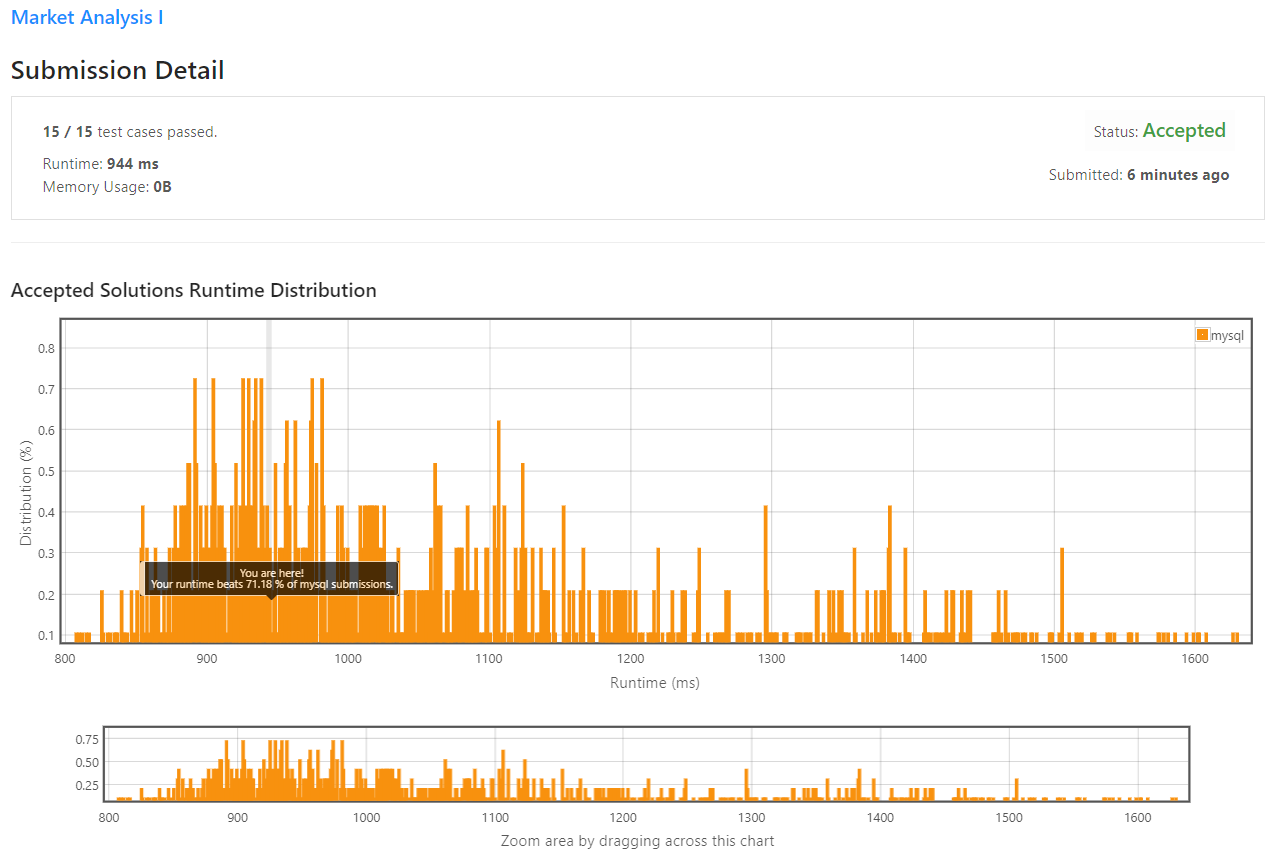 Market Analysis I
Submission Detail
15 / 15 test cases passed.
Status: Accepted
Runtime: 944 ms
Submitted: 6 minutes ago
Memory Usage: 0B
Accepted Solutions Runtime Distribution
mysql
Distribution (%)
0.8
0.7
0.6
0.5
0.4
0.3
0.2
0.1
You are here!
Your runtime beats 71.18 % of mysql submissions.
800 900 1000 1100 1200 1300 1400 1500 1600
Runtime (ms)
0.75
0.50
0.25
800 900 1000 1100 1200 1300 1400 1500 1600
Zoom area by dragging across this chart